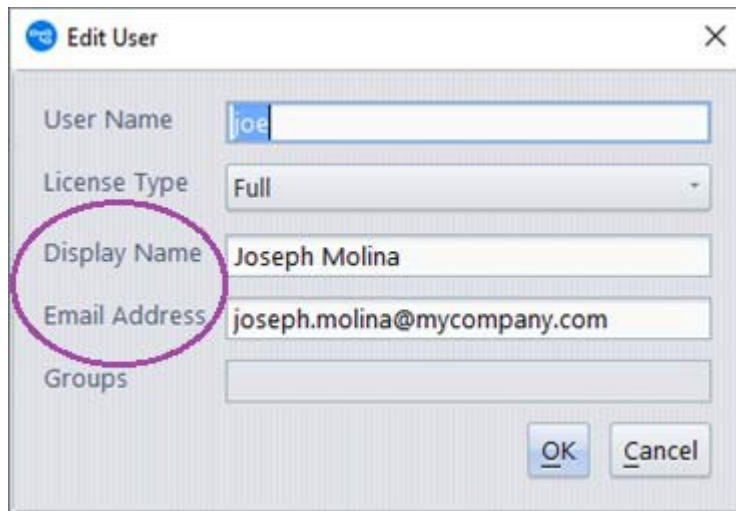 Edit User
User Name joe
License Type Full
Display Name Joseph Molina
Email Address joseph.molina@mycompany.com
Groups
OK Cancel